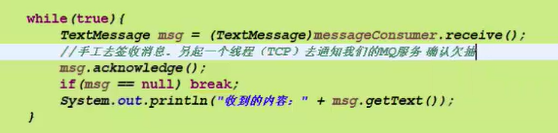 while(true){
TextMessage msg = (TextMessage)messageConsumer.receive();
//手工去签收消息。另起一个线程（TCP）去通知我们的MQ服务 确认欠抽
msg.acknowledge();
if(msg == null) break;
System.out.println("收到的内容：" + msg.getText());
}